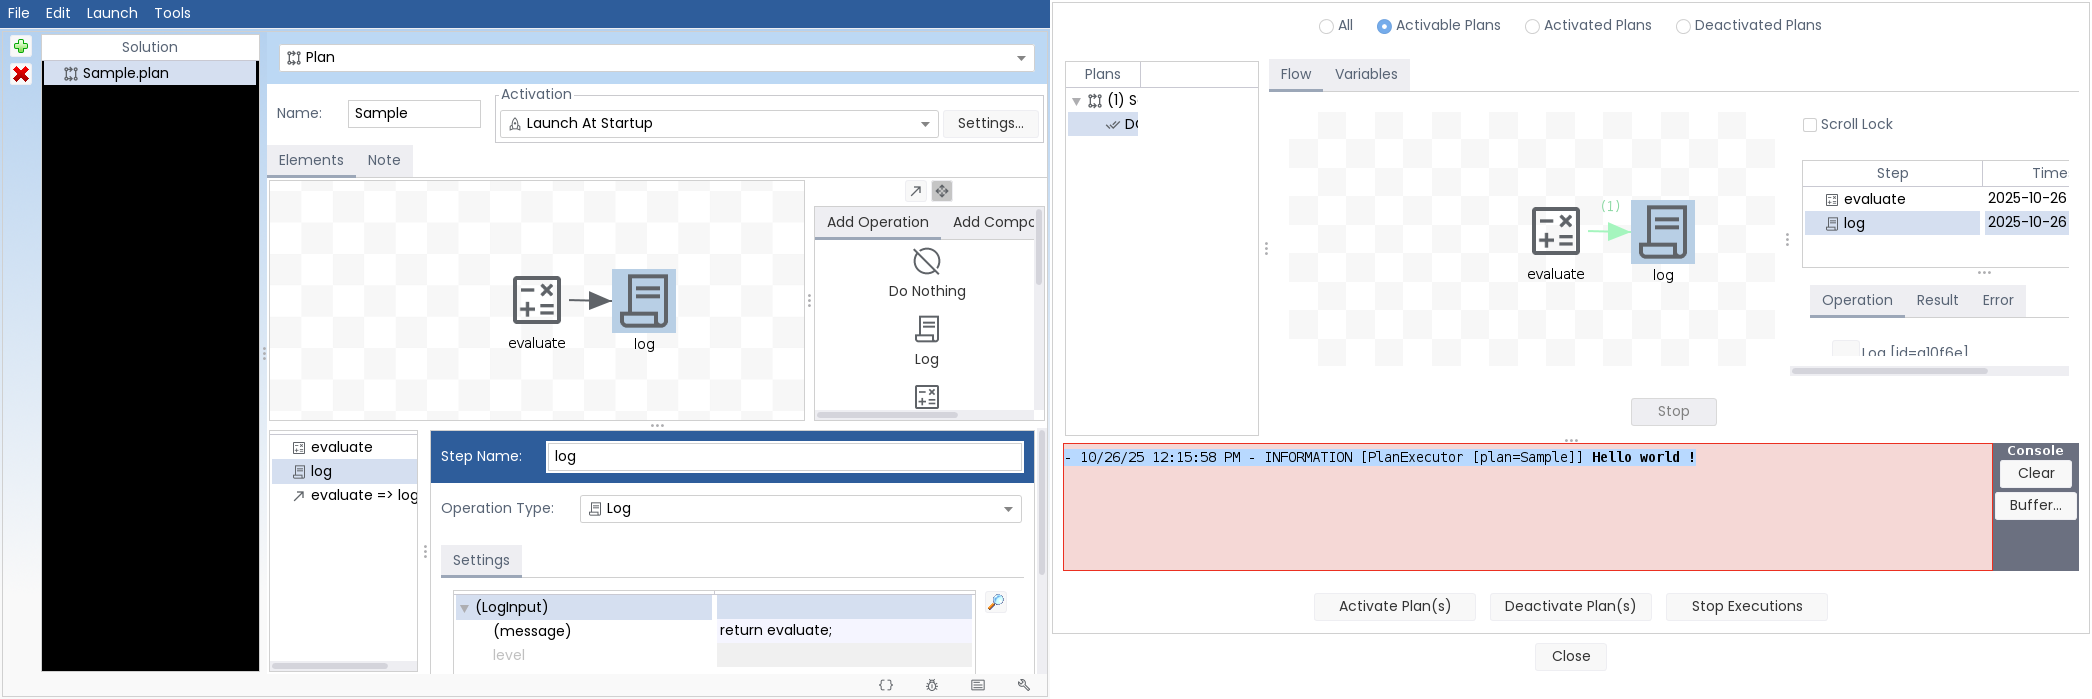 File Edit Launch Tools
Solution
Sample.plan
Plan
Name: Sample
Activation
Launch At Startup Settings...
Elements Note
evaluate log
Add Operation Add Compo
Do Nothing
Log
evaluate
log
evaluate => log
Step Name: log
Operation Type: Log
Settings
(LogInput)
(message) return evaluate;
level
All Activable Plans Activated Plans Deactivated Plans
Plans
(1) S
Flow Variables
(1)
evaluate log
Scroll Lock
Step Time
evaluate 2025-10-26
log 2025-10-26
Operation Result Error
Log [id=a10f6e]
Stop
- 10/26/25 12:15:58 PM - INFORMATION [PlanExecutor [plan=Sample]] Hello world !
Console
Clear
Buffer...
Activate Plan(s) Deactivate Plan(s) Stop Executions
Close